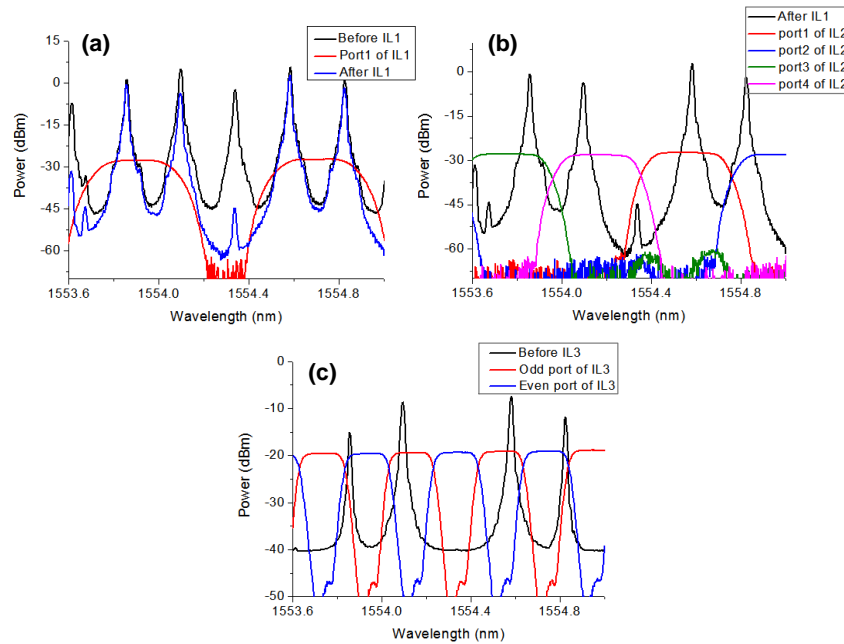 (a)
Before IL1
Port1 of IL1
After IL1
15
0
-15
-30
-45
-60
Power (dBm)
1553.6
1554.0
1554.4
1554.8
Wavelength (nm)
(b)
After IL1
port1 of IL2
port2 of IL2
port3 of IL2
port4 of IL2
0
-15
-30
-45
-60
Power (dBm)
1553.6
1554.0
1554.4
1554.8
Wavelength (nm)
(c)
Before IL3
Odd port of IL3
Even port of IL3
0
-10
-20
-30
-40
-50
Power (dBm)
1553.6
1554.0
1554.4
1554.8
Wavelength (nm)